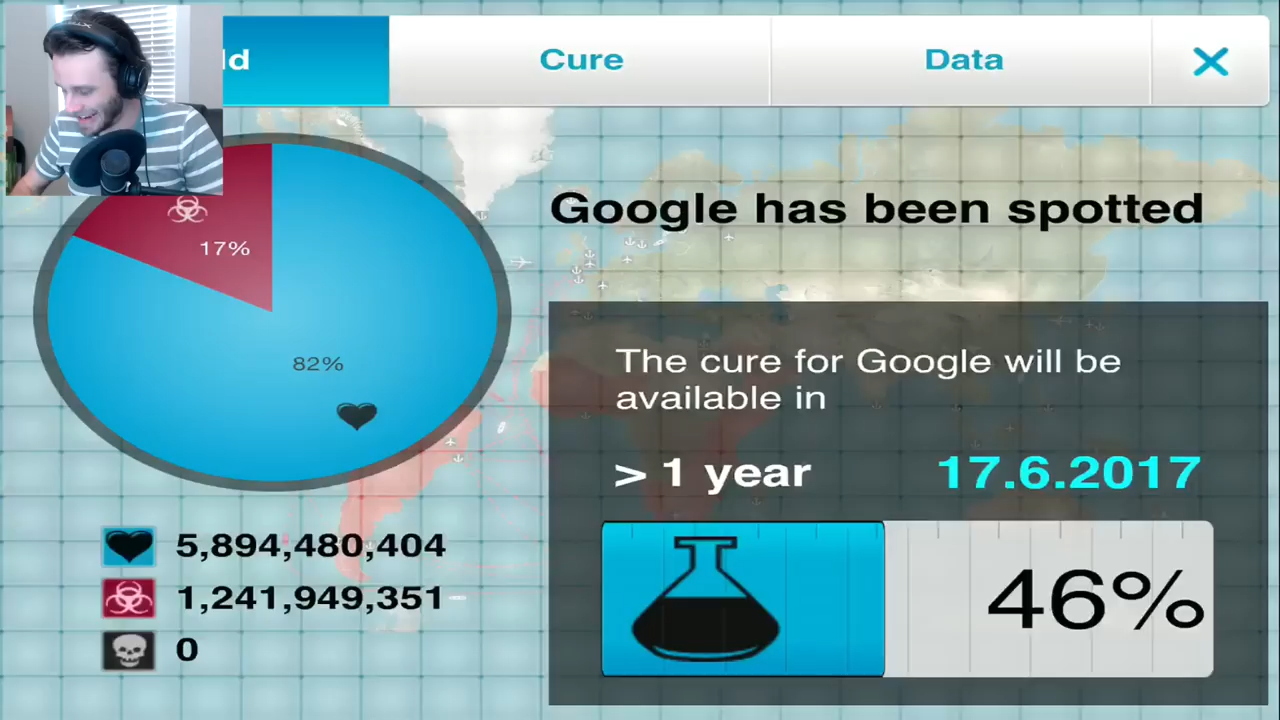 ld
Cure
Data
Google has been spotted
17%
82%
The cure for Google will be
available in
> 1 year
17.6.2017
5,894,480,404
1,241,949,351
0
46%